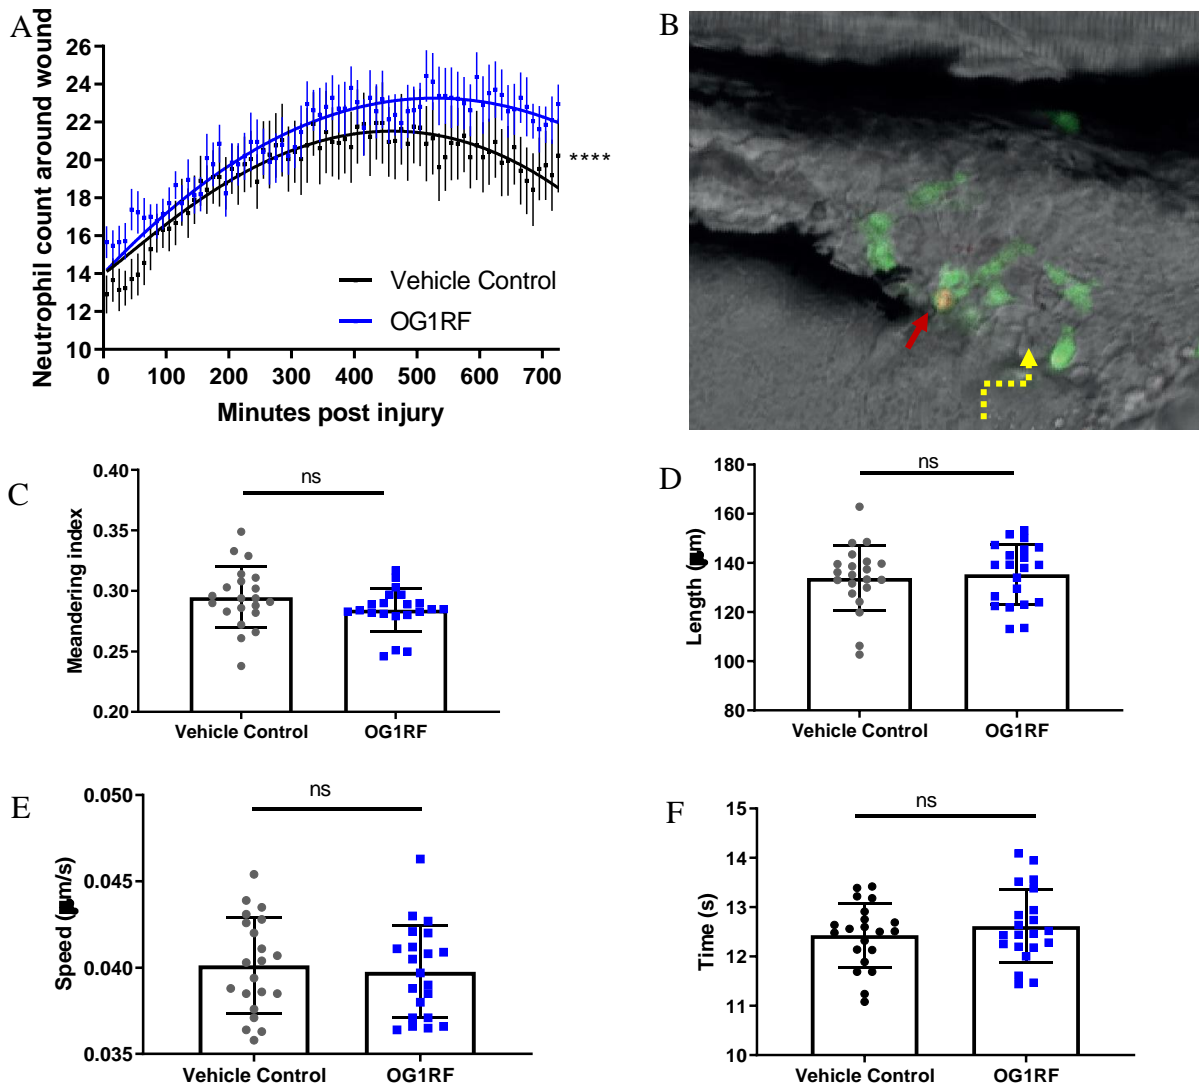 A
Neutrophil count around wound
26
24
22
20
18
16
14
12
10
0 100 200 300 400 500 600 700
Minutes post injury
Vehicle Control
OG1RF
****
B
C
Meandering index
0.40
0.35
0.30
0.25
0.20
ns
Vehicle Control OG1RF
D
Length (μm)
180
160
140
120
100
80
ns
Vehicle Control OG1RF
E
Speed (μm/s)
0.050
0.045
0.040
0.035
ns
Vehicle Control OG1RF
F
Time (s)
15
14
13
12
11
10
ns
Vehicle Control OG1RF